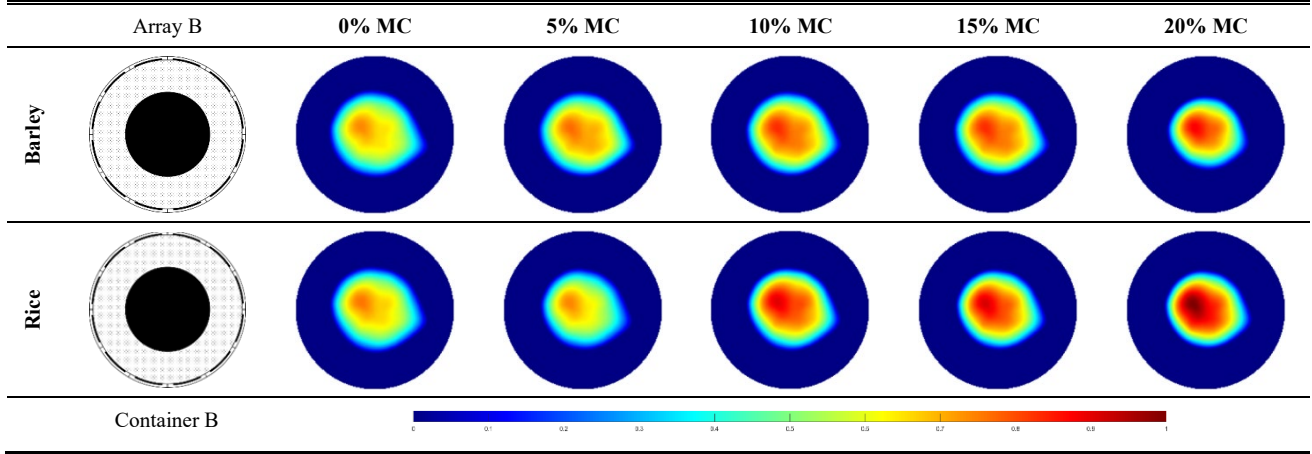 Array B 0% MC 5% MC 10% MC 15% MC 20% MC
Barley
Rice
Container B
0 0.1 0.2 0.3 0.4 0.5 0.6 0.7 0.8 0.9 1